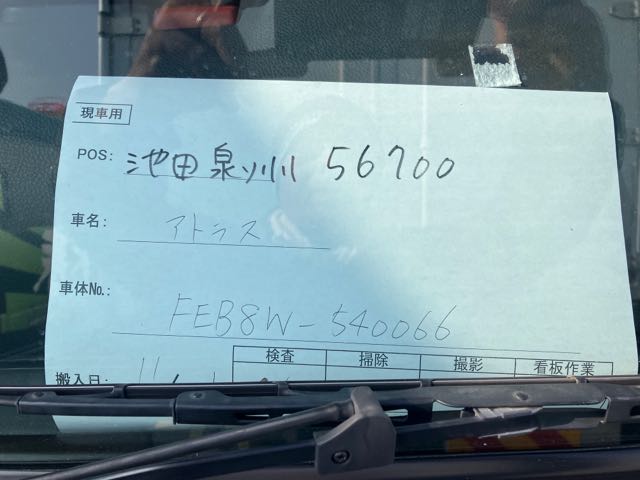 現車用
POS: 池田泉州 56700
車名: アトラス
車体No.: FEB8W-540066
検査 掃除 撮影 看板作業
搬入日: 11/